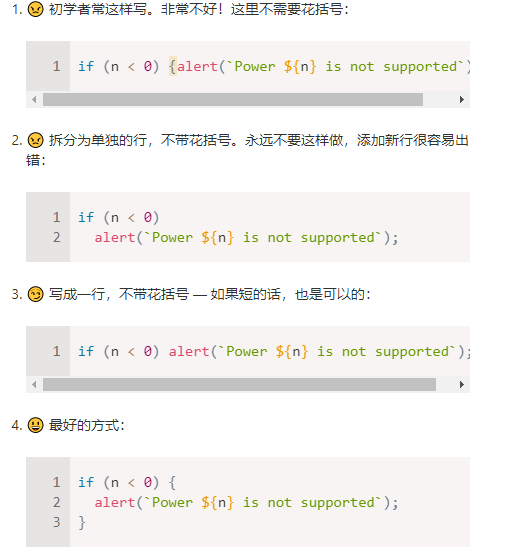 1. 😠 初学者常这样写。非常不好！这里不需要花括号：
1 if (n < 0) {alert(`Power ${n} is not supported`)
2. 😠 拆分为单独的行，不带花括号。永远不要这样做，添加新行很容易出
错：
1 if (n < 0)
2 alert(`Power ${n} is not supported`);
3. 😏 写成一行，不带花括号 — 如果短的话，也是可以的：
1 if (n < 0) alert(`Power ${n} is not supported`);
4. 😃 最好的方式：
1 if (n < 0) {
2 alert(`Power ${n} is not supported`);
3 }